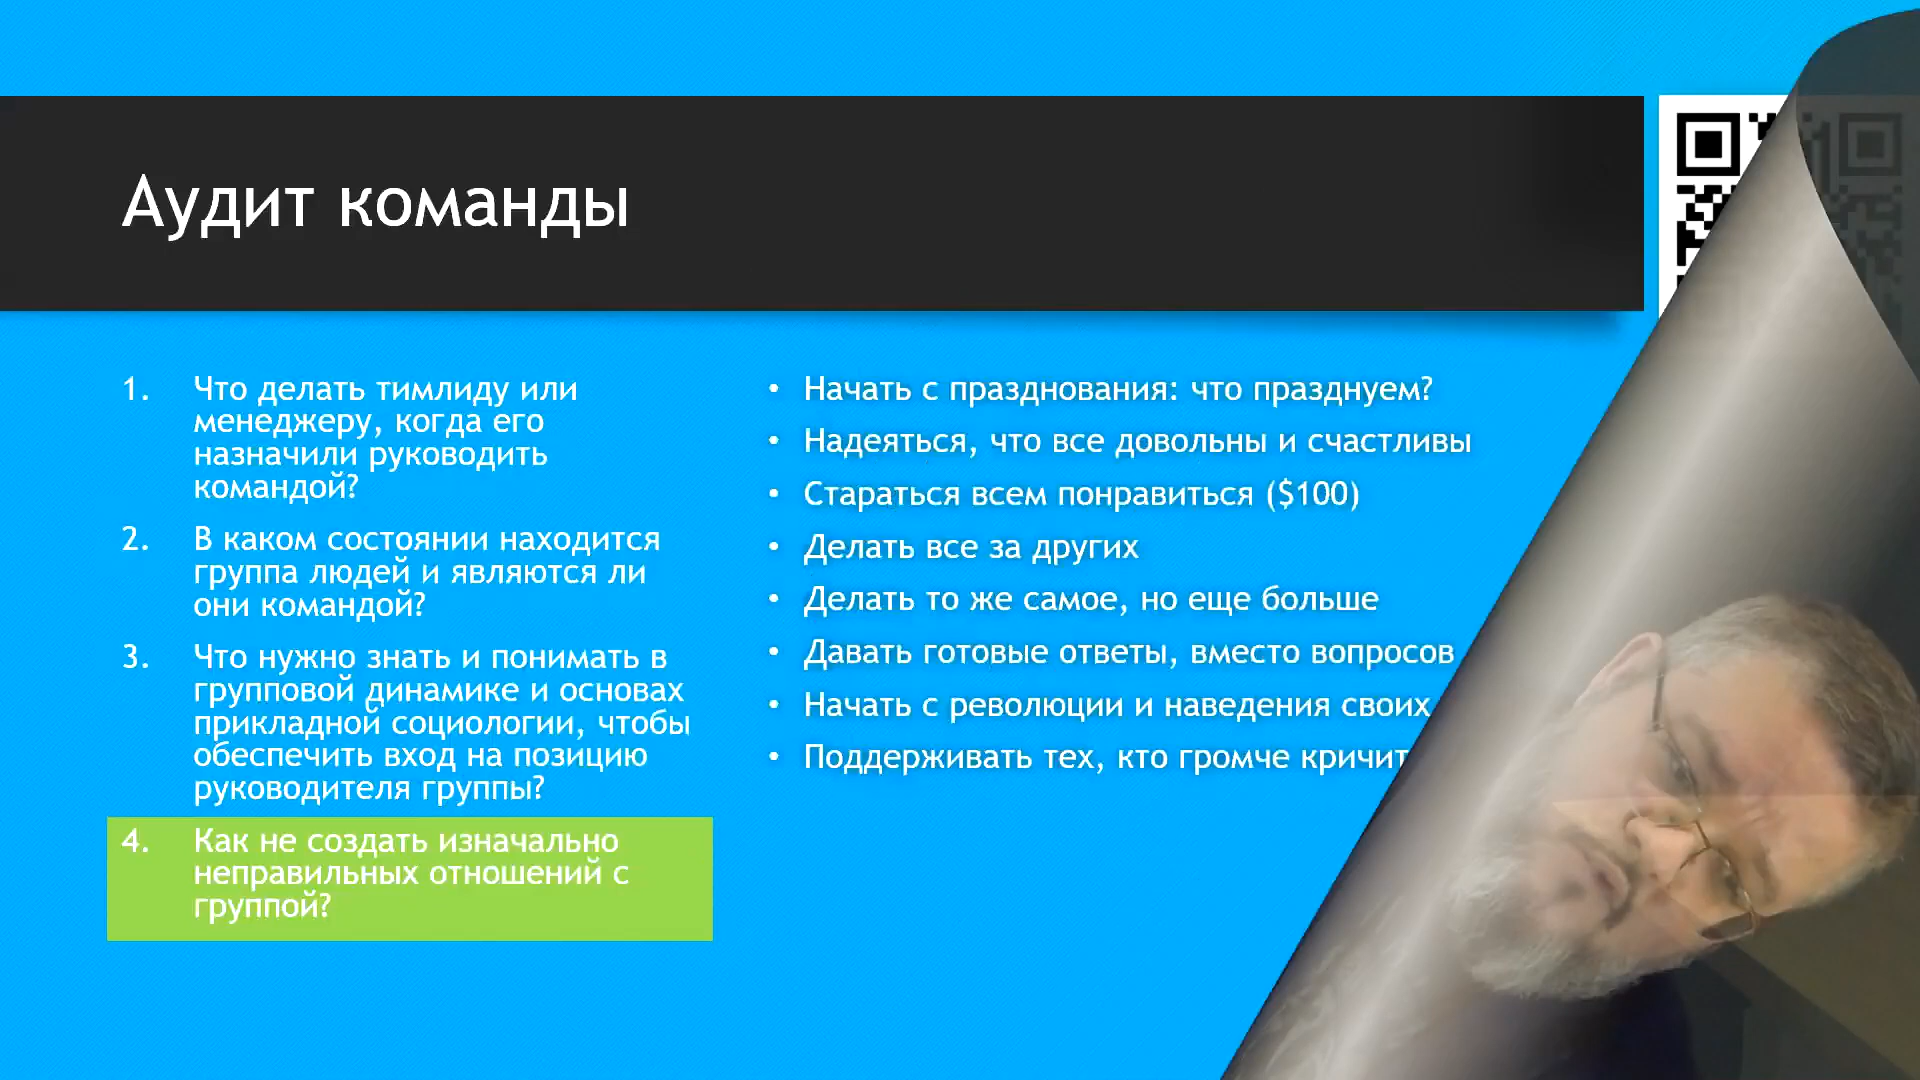 Аудит команды
1. Что делать тимлиду или
менеджеру, когда его
назначили руководить
командой?
2. В каком состоянии находится
группа людей и являются ли
они командой?
3. Что нужно знать и понимать в
групповой динамике и основах
прикладной социологии, чтобы
обеспечить вход на позицию
руководителя группы?
4. Как не создать изначально
неправильных отношений с
группой?
• Начать с празднования: что празднуем?
• Надеяться, что все довольны и счастливы
• Стараться всем понравиться ($100)
• Делать все за других
• Делать то же самое, но еще больше
• Давать готовые ответы, вместо вопросов
• Начать с революции и наведения своих
• Поддерживать тех, кто громче кричит